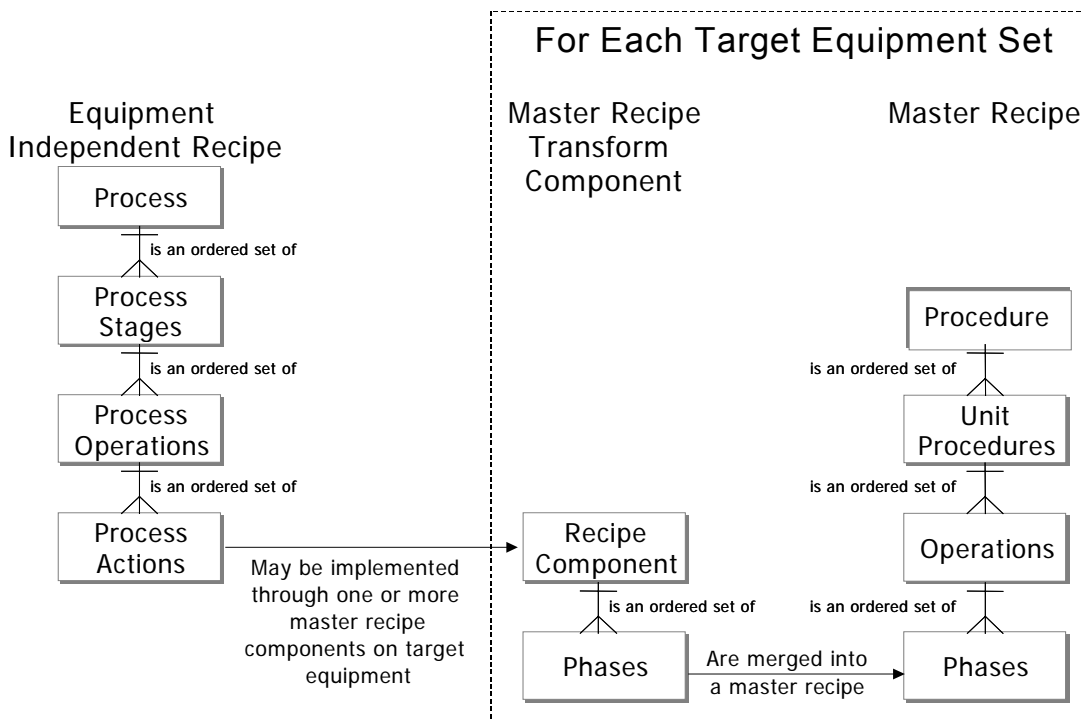 For Each Target Equipment Set
Equipment
Independent Recipe
Master Recipe
Transform
Component
Master Recipe
Process
is an ordered set of
Process
Stages
is an ordered set of
Process
Operations
is an ordered set of
Process
Actions
May be implemented
through one or more
master recipe
components on target
equipment
Recipe
Component
is an ordered set of
Phases
Are merged into
a master recipe
Procedure
is an ordered set of
Unit
Procedures
is an ordered set of
Operations
is an ordered set of
Phases